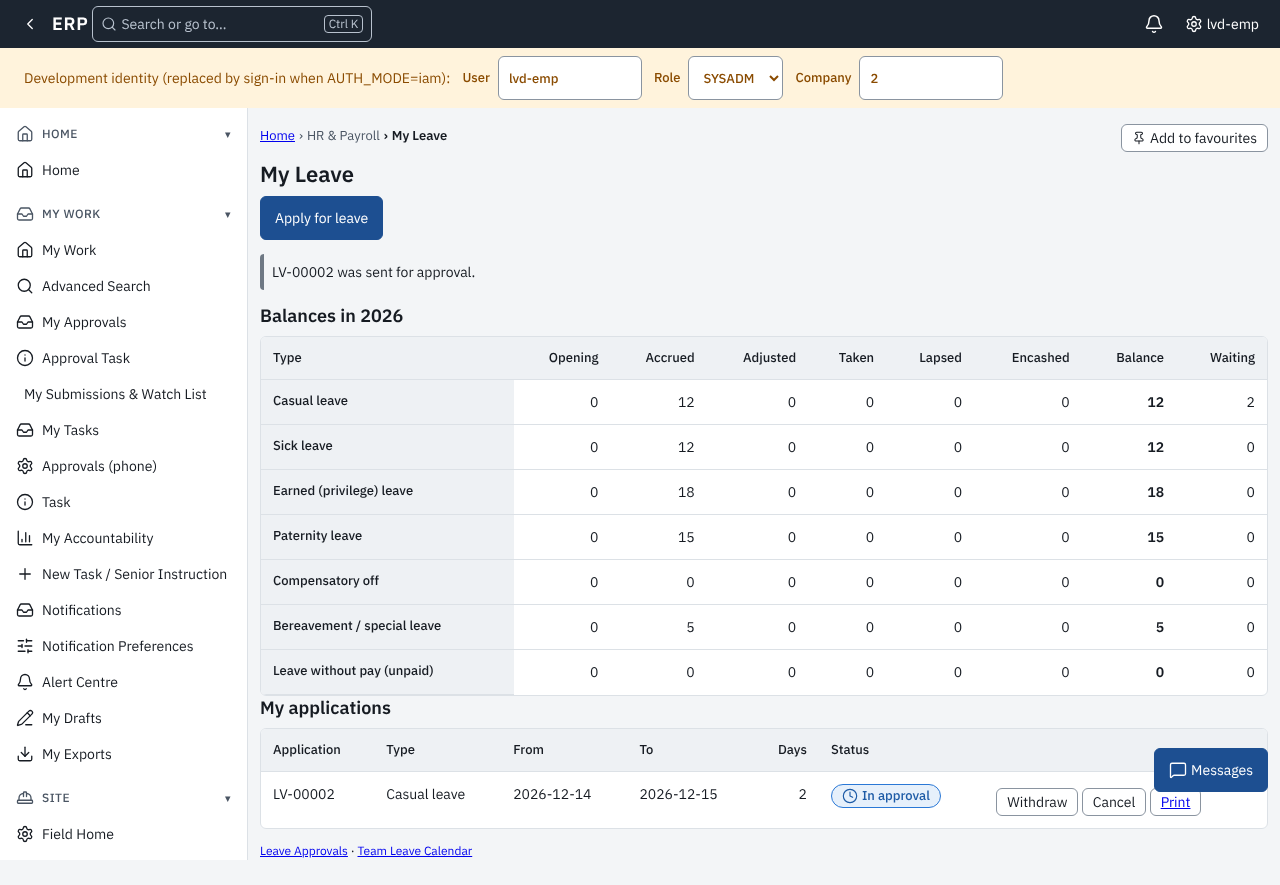 ERP Search or go to... Ctrl K lvd-emp
Development identity (replaced by sign-in when AUTH_MODE=iam): User lvd-emp Role SYSADM Company 2
HOME
Home
MY WORK
My Work
Advanced Search
My Approvals
Approval Task
My Submissions & Watch List
My Tasks
Approvals (phone)
Task
My Accountability
New Task / Senior Instruction
Notifications
Notification Preferences
Alert Centre
My Drafts
My Exports
SITE
Field Home
Home › HR & Payroll › My Leave
Add to favourites
My Leave
Apply for leave
LV-00002 was sent for approval.
Balances in 2026
Type Opening Accrued Adjusted Taken Lapsed Encashed Balance Waiting
Casual leave 0 12 0 0 0 0 12 2
Sick leave 0 12 0 0 0 0 12 0
Earned (privilege) leave 0 18 0 0 0 0 18 0
Paternity leave 0 15 0 0 0 0 15 0
Compensatory off 0 0 0 0 0 0 0 0
Bereavement / special leave 0 5 0 0 0 0 5 0
Leave without pay (unpaid) 0 0 0 0 0 0 0 0
My applications
Application Type From To Days Status
LV-00002 Casual leave 2026-12-14 2026-12-15 2 In approval Withdraw Cancel Print
Messages
Leave Approvals · Team Leave Calendar